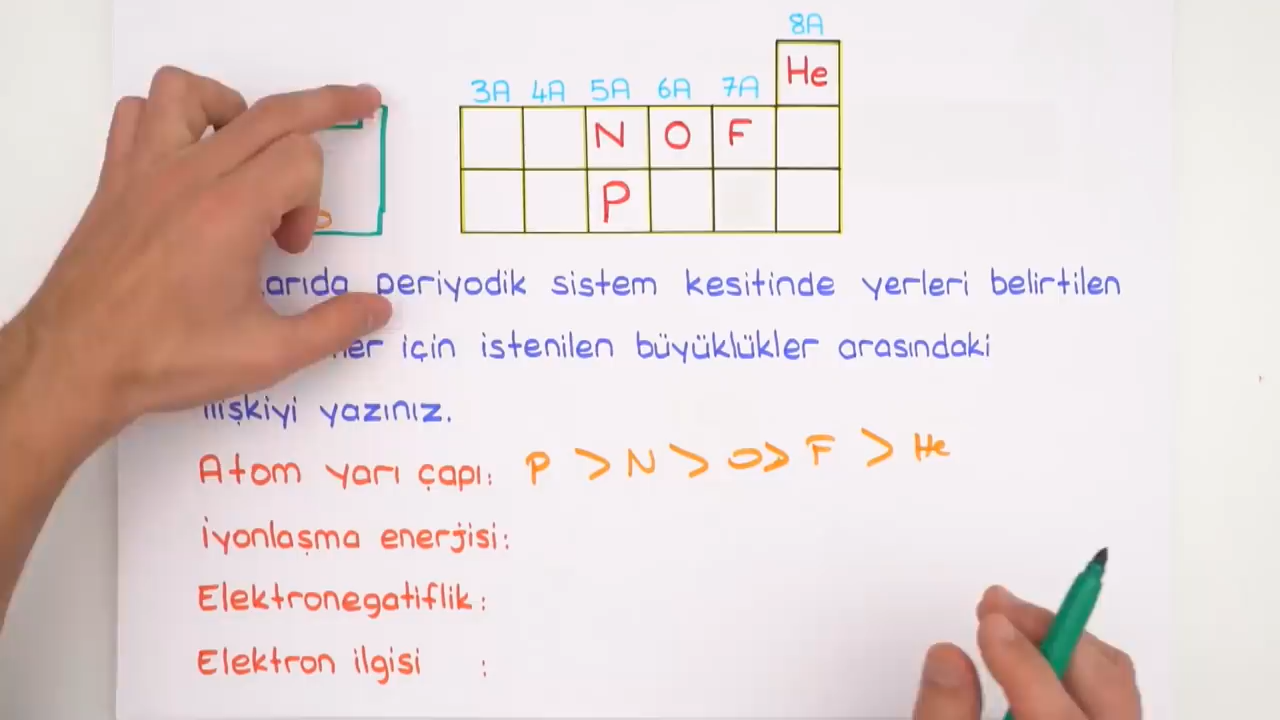 8A
He
3A 4A 5A 6A 7A
N O F
P
periyodik sistem kesitinde yerleri belirtilen
için istenilen büyüklükler arasındaki
ilişkiyi yazınız.
Atom yarı çapı: P > N > O > F > He
İyonlaşma enerjisi:
Elektronegatiflik:
Elektron ilgisi :